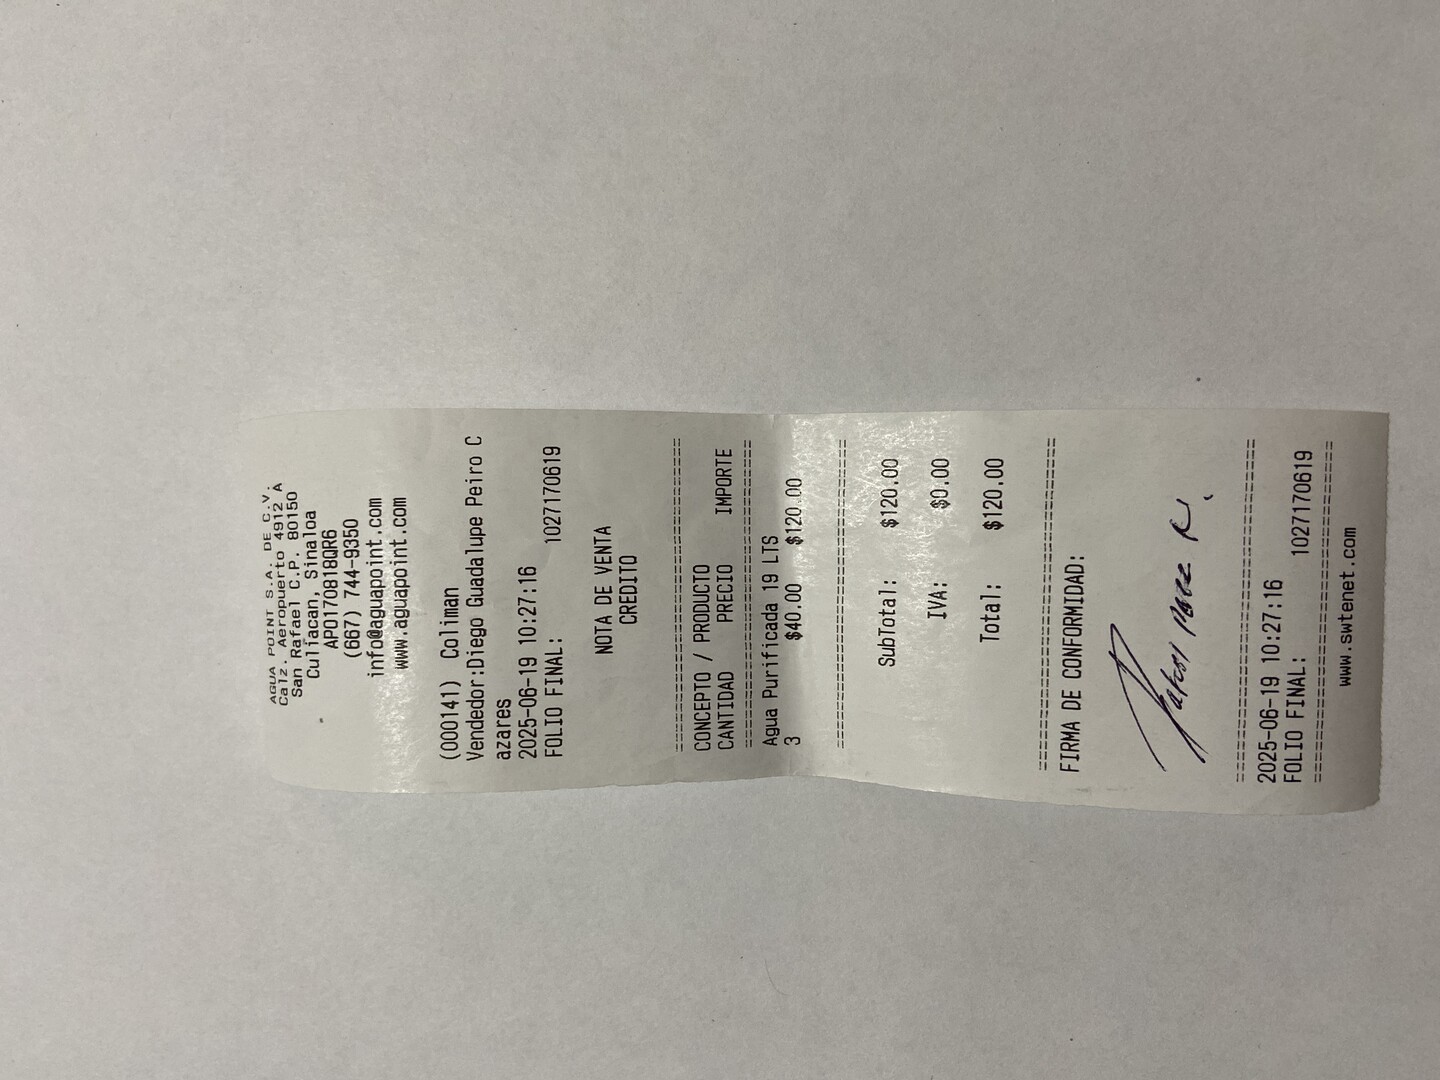 AGUA POINT S.A. DE C.V.
Calz. Aeropuerto 4912 A
San Rafael C.P. 80150
Culiacan, Sinaloa
APO170818QR6
(667) 744-9350
info@aguapoint.com
www.aguapoint.com
(000141) Coliman
Vendedor:Diego Guadalupe Peiro C
azares
2025-06-19 10:27:16
FOLIO FINAL: 1027170619
NOTA DE VENTA
CREDITO
================================
CONCEPTO / PRODUCTO
CANTIDAD PRECIO IMPORTE
================================
Agua Purificada 19 LTS
3 $40.00 $120.00
================================
SubTotal: $120.00
IVA: $0.00
Total: $120.00
================================
FIRMA DE CONFORMIDAD:
================================
2025-06-19 10:27:16
FOLIO FINAL: 1027170619
================================
www.swtenet.com